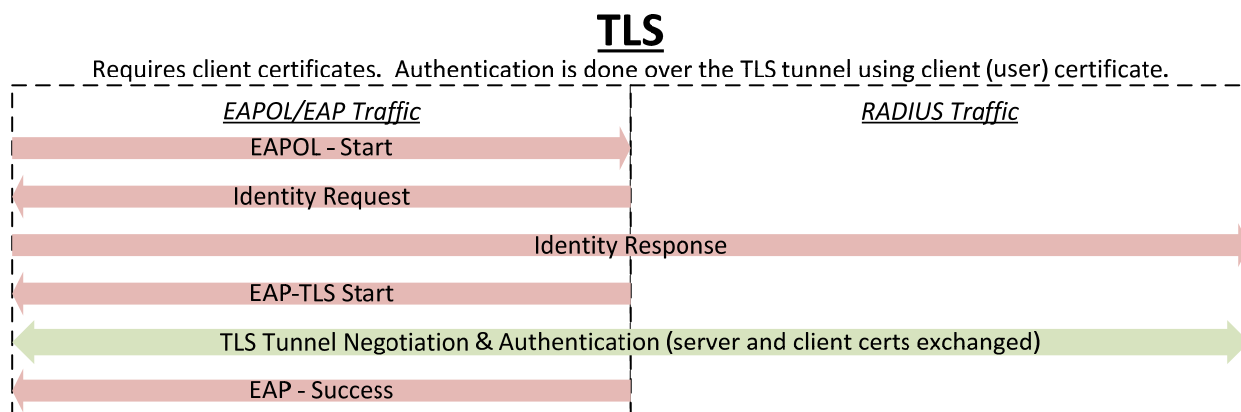 TLS
Requires client certificates.  Authentication is done over the TLS tunnel using client (user) certificate.
EAPOL/EAP Traffic
RADIUS Traffic
EAPOL - Start
Identity Request
Identity Response
EAP-TLS Start
TLS Tunnel Negotiation & Authentication (server and client certs exchanged)
EAP - Success